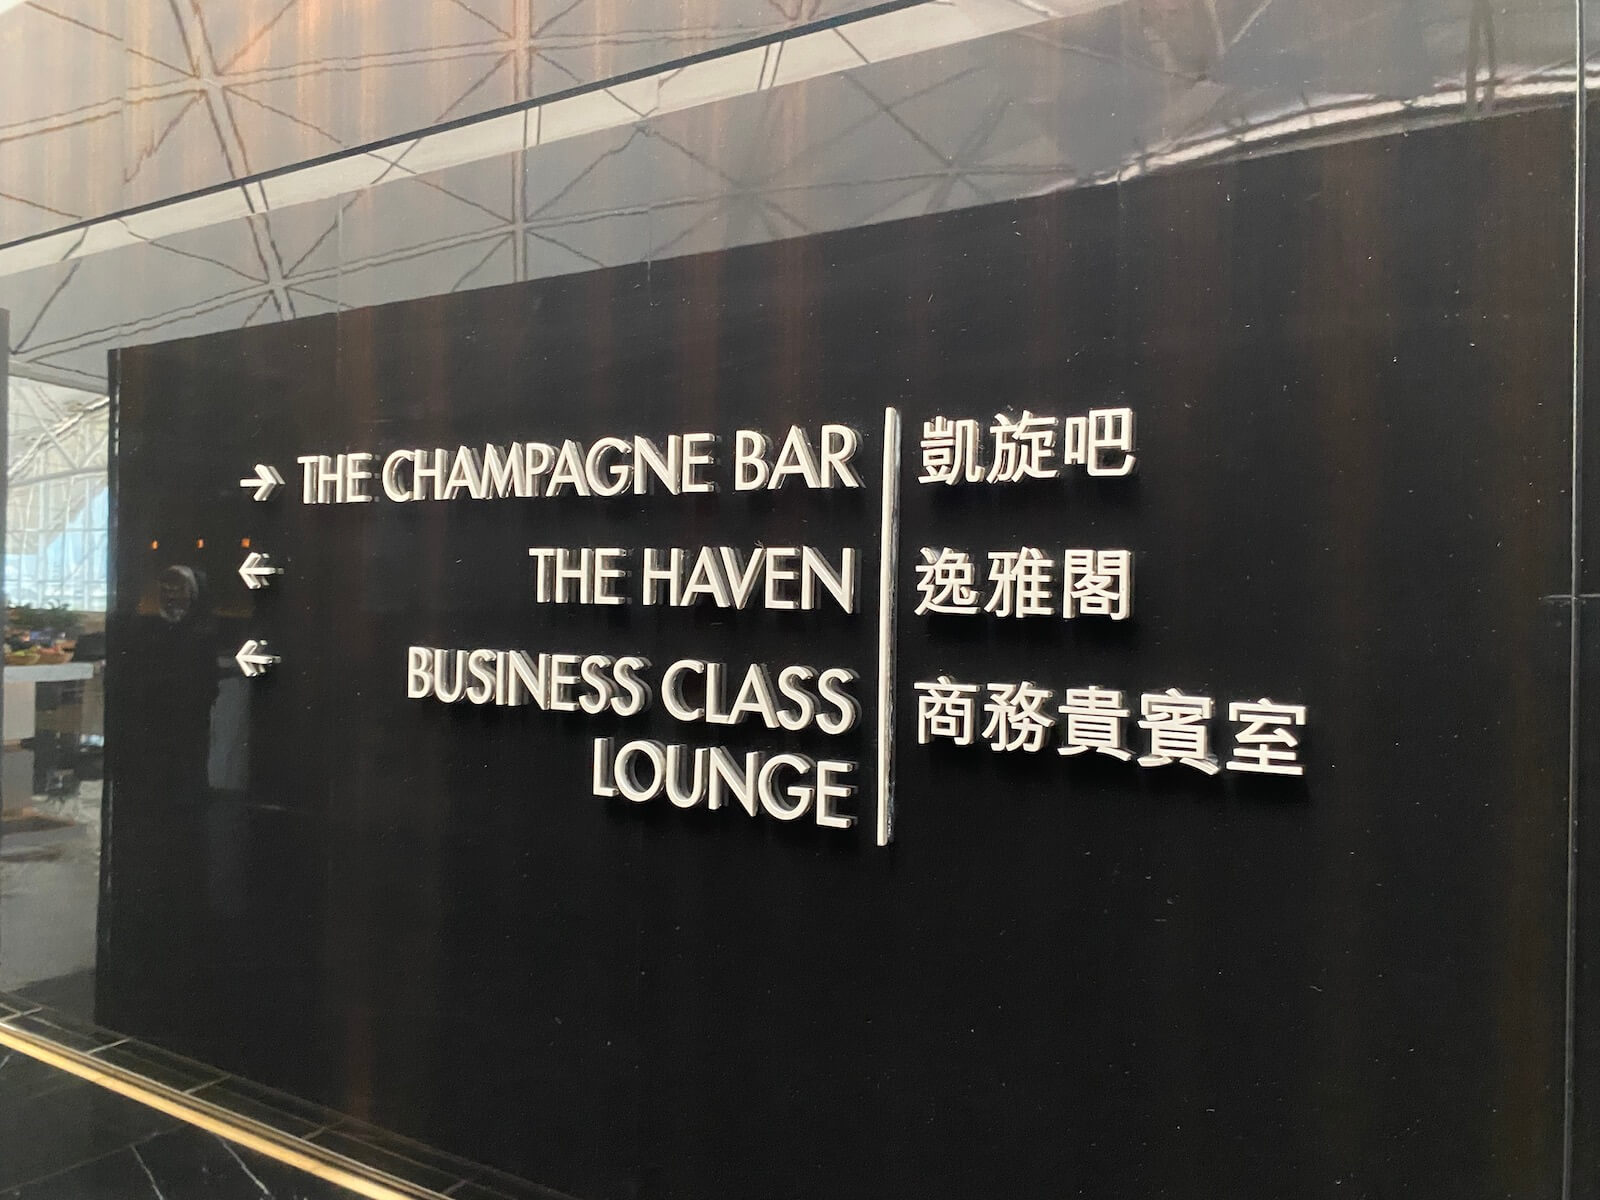 → THE CHAMPAGNE BAR 凱旋吧
← THE HAVEN 逸雅閣
← BUSINESS CLASS 商務貴賓室
LOUNGE